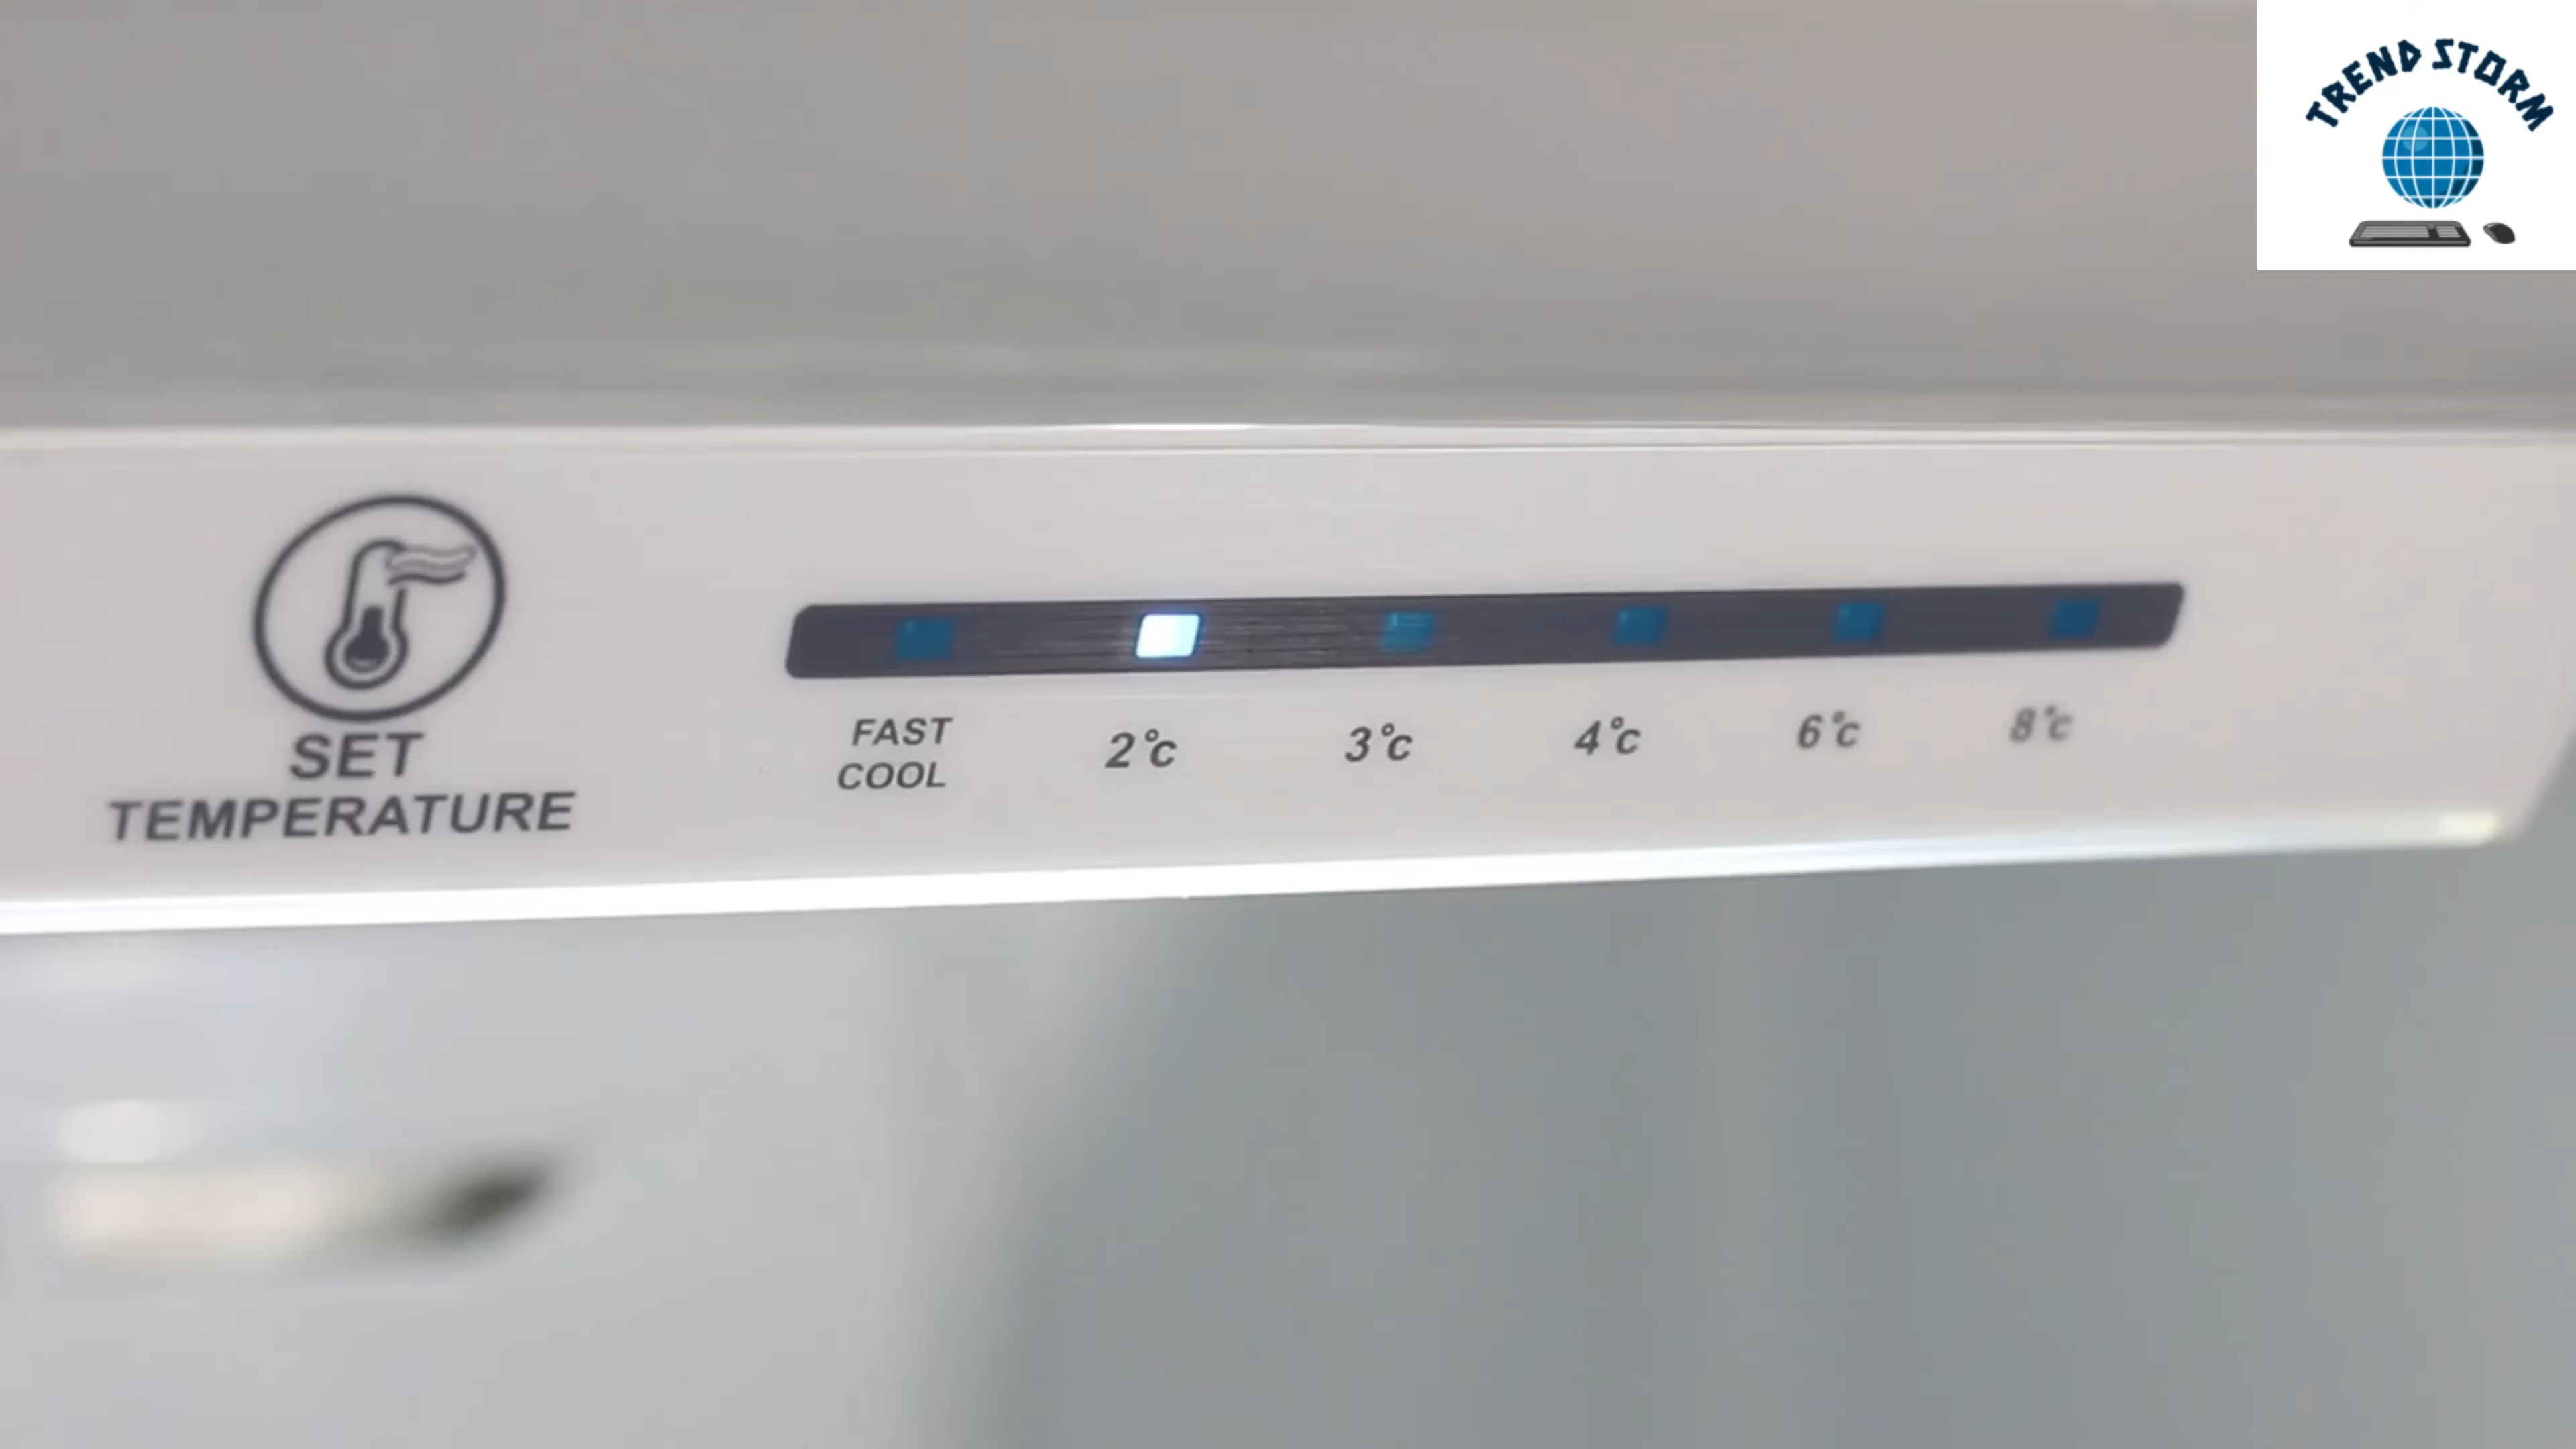 TREND STORM
SET
TEMPERATURE
FAST
COOL
2°c
3°c
4°c
6°c
8°c